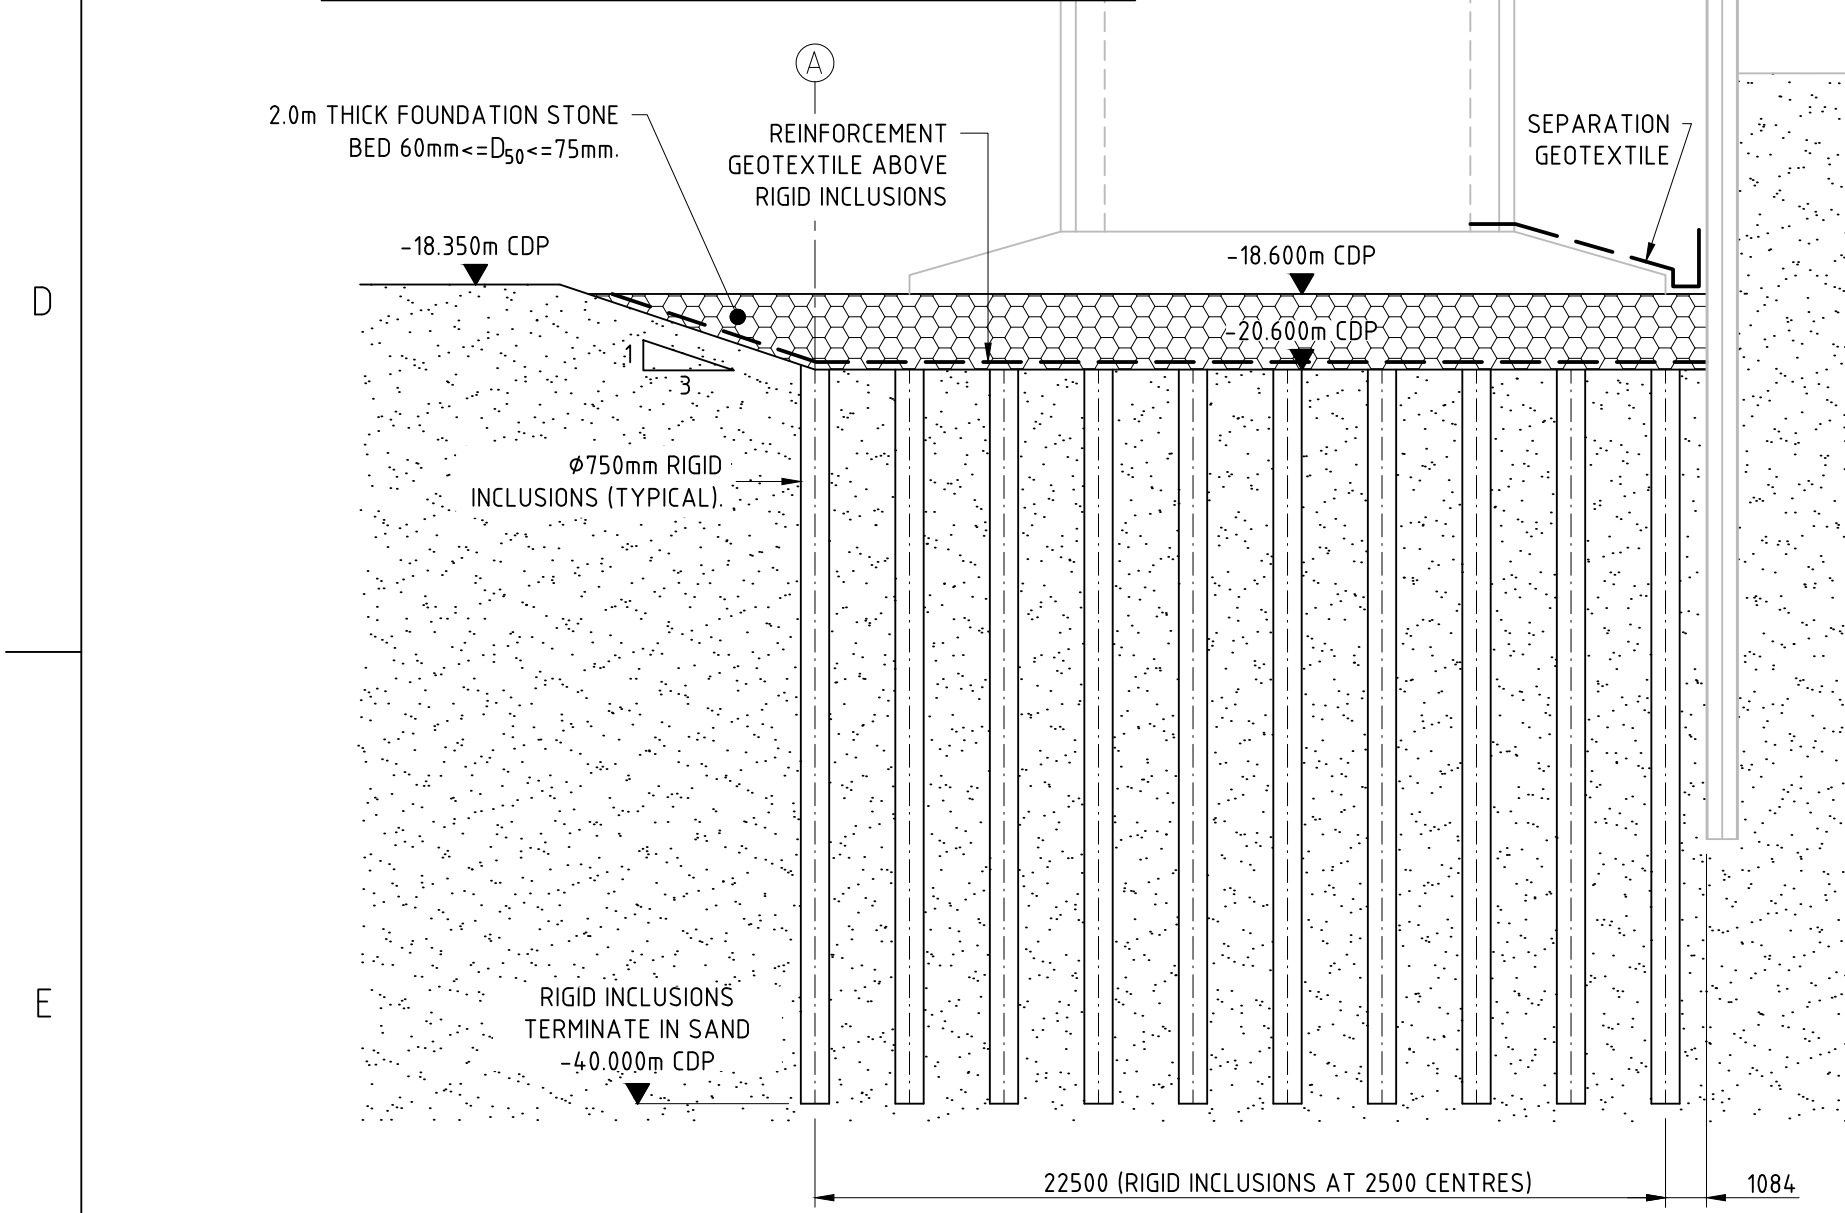 A
2.0m THICK FOUNDATION STONE
BED 60mm<=D50<=75mm.
REINFORCEMENT
GEOTEXTILE ABOVE
RIGID INCLUSIONS
SEPARATION
GEOTEXTILE
-18.350m CDP
-18.600m CDP
D
-20.600m CDP
1
3
Ø750mm RIGID
INCLUSIONS (TYPICAL).
RIGID INCLUSIONS
TERMINATE IN SAND
-40.000m CDP
E
22500 (RIGID INCLUSIONS AT 2500 CENTRES)
1084